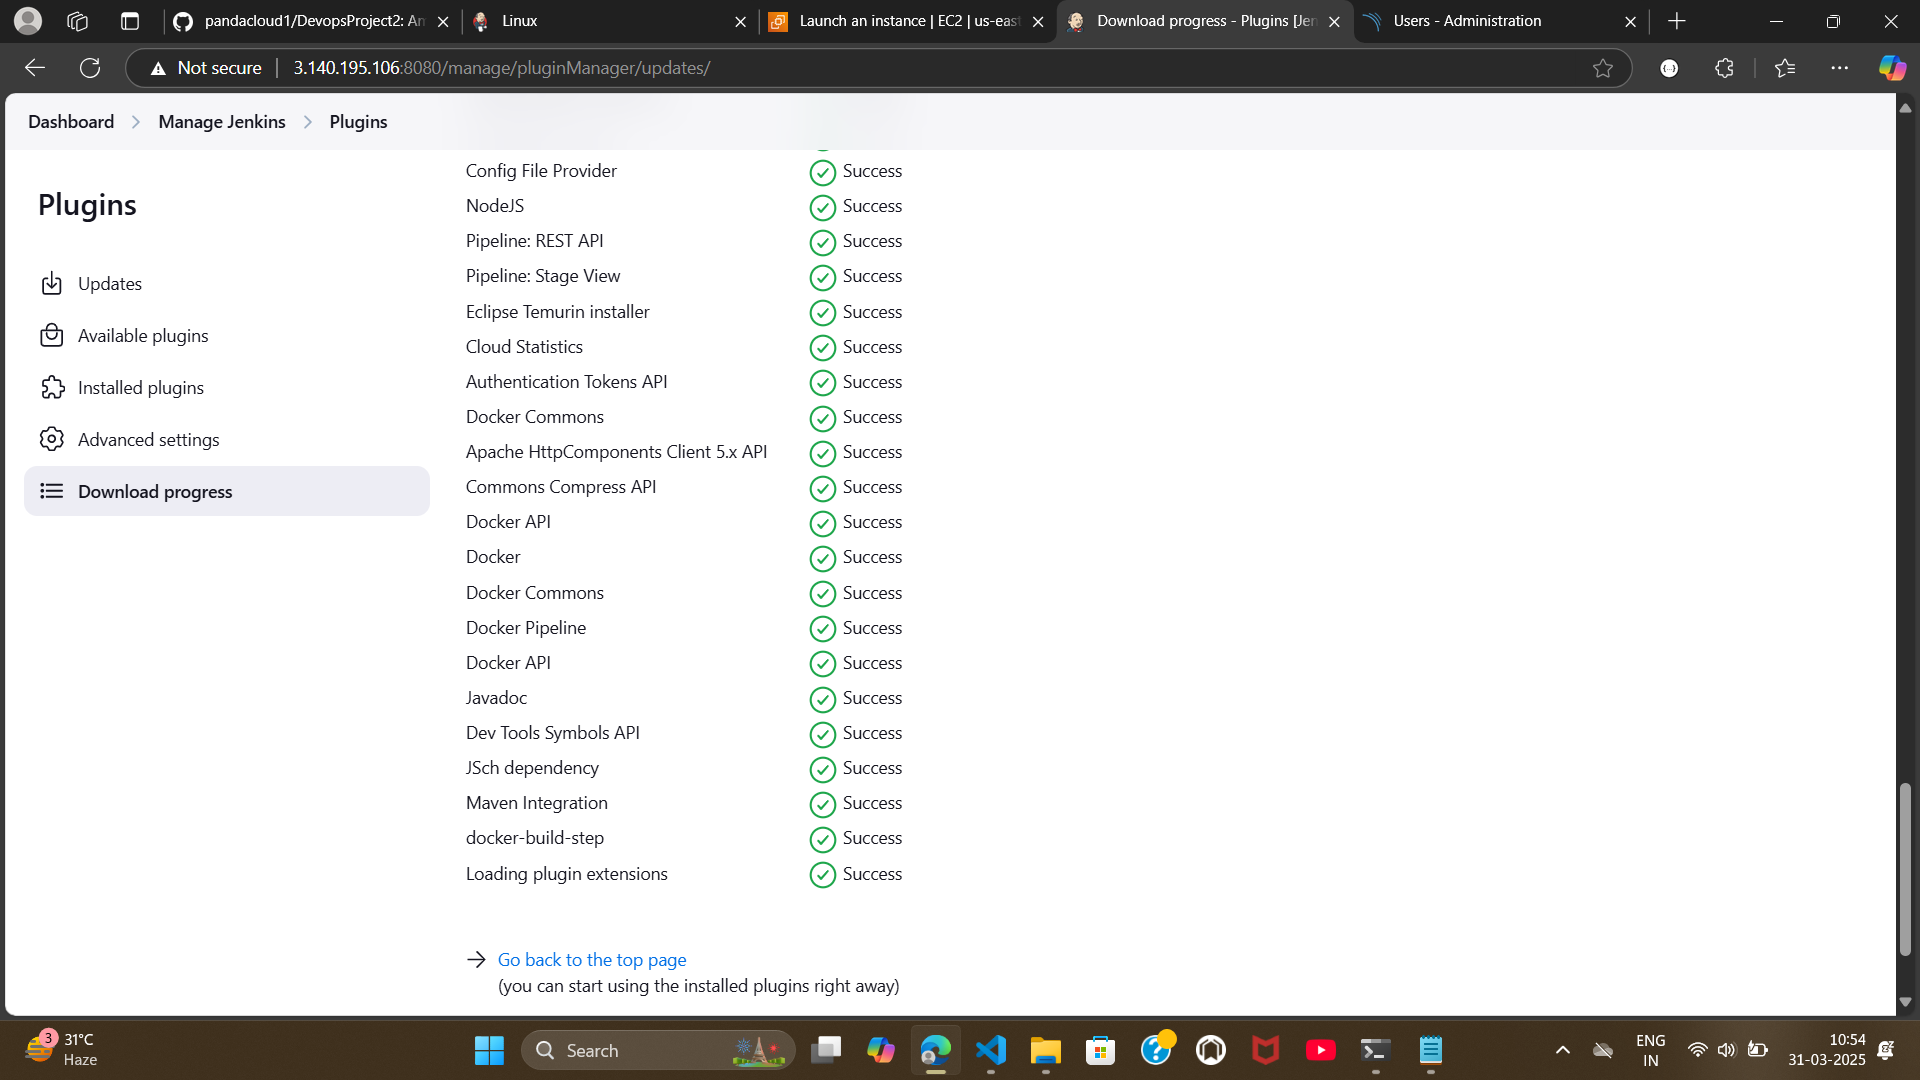 pandacloud1/DevopsProject2: An
Linux
Launch an instance | EC2 | us-east
Download progress - Plugins [Jen
Users - Administration
Not secure
3.140.195.106:8080/manage/pluginManager/updates/
Dashboard
Manage Jenkins
Plugins
Plugins
Updates
Available plugins
Installed plugins
Advanced settings
Download progress
Config File Provider Success
NodeJS Success
Pipeline: REST API Success
Pipeline: Stage View Success
Eclipse Temurin installer Success
Cloud Statistics Success
Authentication Tokens API Success
Docker Commons Success
Apache HttpComponents Client 5.x API Success
Commons Compress API Success
Docker API Success
Docker Success
Docker Commons Success
Docker Pipeline Success
Docker API Success
Javadoc Success
Dev Tools Symbols API Success
JSch dependency Success
Maven Integration Success
docker-build-step Success
Loading plugin extensions Success
Go back to the top page
(you can start using the installed plugins right away)
3
31°C
Haze
Search
ENG
IN
10:54
31-03-2025